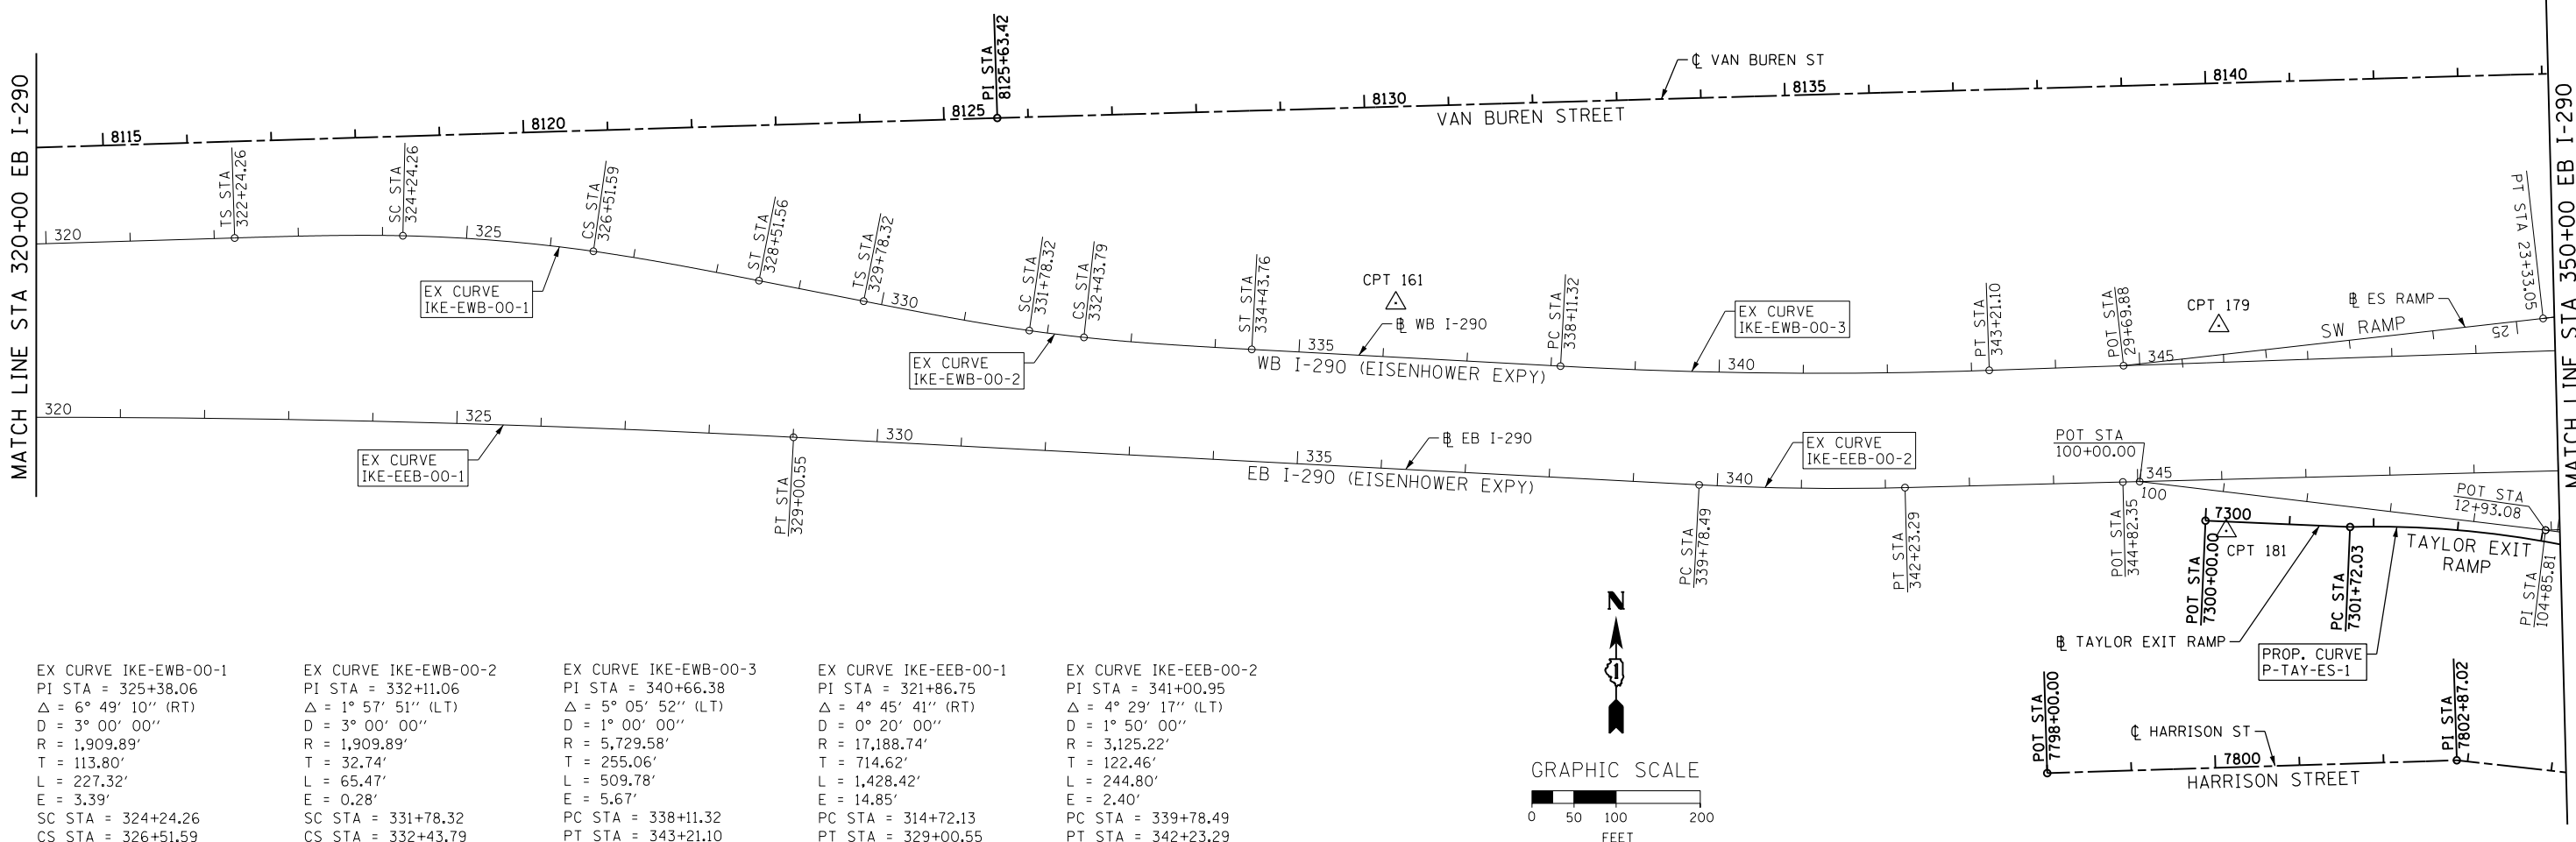 MATCH LINE STA 320+00 EB I-290
PI STA
8125+63.42
℄ VAN BUREN ST
8115
8120
8125
8130
8135
8140
VAN BUREN STREET
TS STA
322+24.26
SC STA
324+24.26
CS STA
326+51.59
ST STA
328+51.56
TS STA
329+78.32
SC STA
331+78.32
CS STA
332+43.79
ST STA
334+43.76
CPT 161
PC STA
338+11.32
PT STA
343+21.10
POT STA
29+69.88
CPT 179
PT STA 23+33.05
320
325
330
335
340
345
25
EX CURVE
IKE-EWB-00-1
EX CURVE
IKE-EWB-00-2
EX CURVE
IKE-EWB-00-3
BL WB I-290
WB I-290 (EISENHOWER EXPY)
BL ES RAMP
SW RAMP
MATCH LINE STA 350+00 EB I-290
320
325
330
335
340
345
EX CURVE
IKE-EEB-00-1
PT STA
329+00.55
BL EB I-290
EB I-290 (EISENHOWER EXPY)
EX CURVE
IKE-EEB-00-2
PC STA
339+78.49
PT STA
342+23.29
POT STA
344+82.35
POT STA
100+00.00
100
POT STA
12+93.08
PI STA
104+85.81
7300
CPT 181
POT STA
7300+00.00
PC STA
7301+72.03
TAYLOR EXIT
RAMP
BL TAYLOR EXIT RAMP
PROP. CURVE
P-TAY-ES-1
POT STA
7798+00.00
℄ HARRISON ST
7800
HARRISON STREET
PI STA
7802+87.02
EX CURVE IKE-EWB-00-1
PI STA = 325+38.06
△ = 6° 49' 10'' (RT)
D = 3° 00' 00''
R = 1,909.89'
T = 113.80'
L = 227.32'
E = 3.39'
SC STA = 324+24.26
CS STA = 326+51.59
EX CURVE IKE-EWB-00-2
PI STA = 332+11.06
△ = 1° 57' 51'' (LT)
D = 3° 00' 00''
R = 1,909.89'
T = 32.74'
L = 65.47'
E = 0.28'
SC STA = 331+78.32
CS STA = 332+43.79
EX CURVE IKE-EWB-00-3
PI STA = 340+66.38
△ = 5° 05' 52'' (LT)
D = 1° 00' 00''
R = 5,729.58'
T = 255.06'
L = 509.78'
E = 5.67'
PC STA = 338+11.32
PT STA = 343+21.10
EX CURVE IKE-EEB-00-1
PI STA = 321+86.75
△ = 4° 45' 41'' (RT)
D = 0° 20' 00''
R = 17,188.74'
T = 714.62'
L = 1,428.42'
E = 14.85'
PC STA = 314+72.13
PT STA = 329+00.55
EX CURVE IKE-EEB-00-2
PI STA = 341+00.95
△ = 4° 29' 17'' (LT)
D = 1° 50' 00''
R = 3,125.22'
T = 122.46'
L = 244.80'
E = 2.40'
PC STA = 339+78.49
PT STA = 342+23.29
N
1
GRAPHIC SCALE
0 50 100 200
FEET